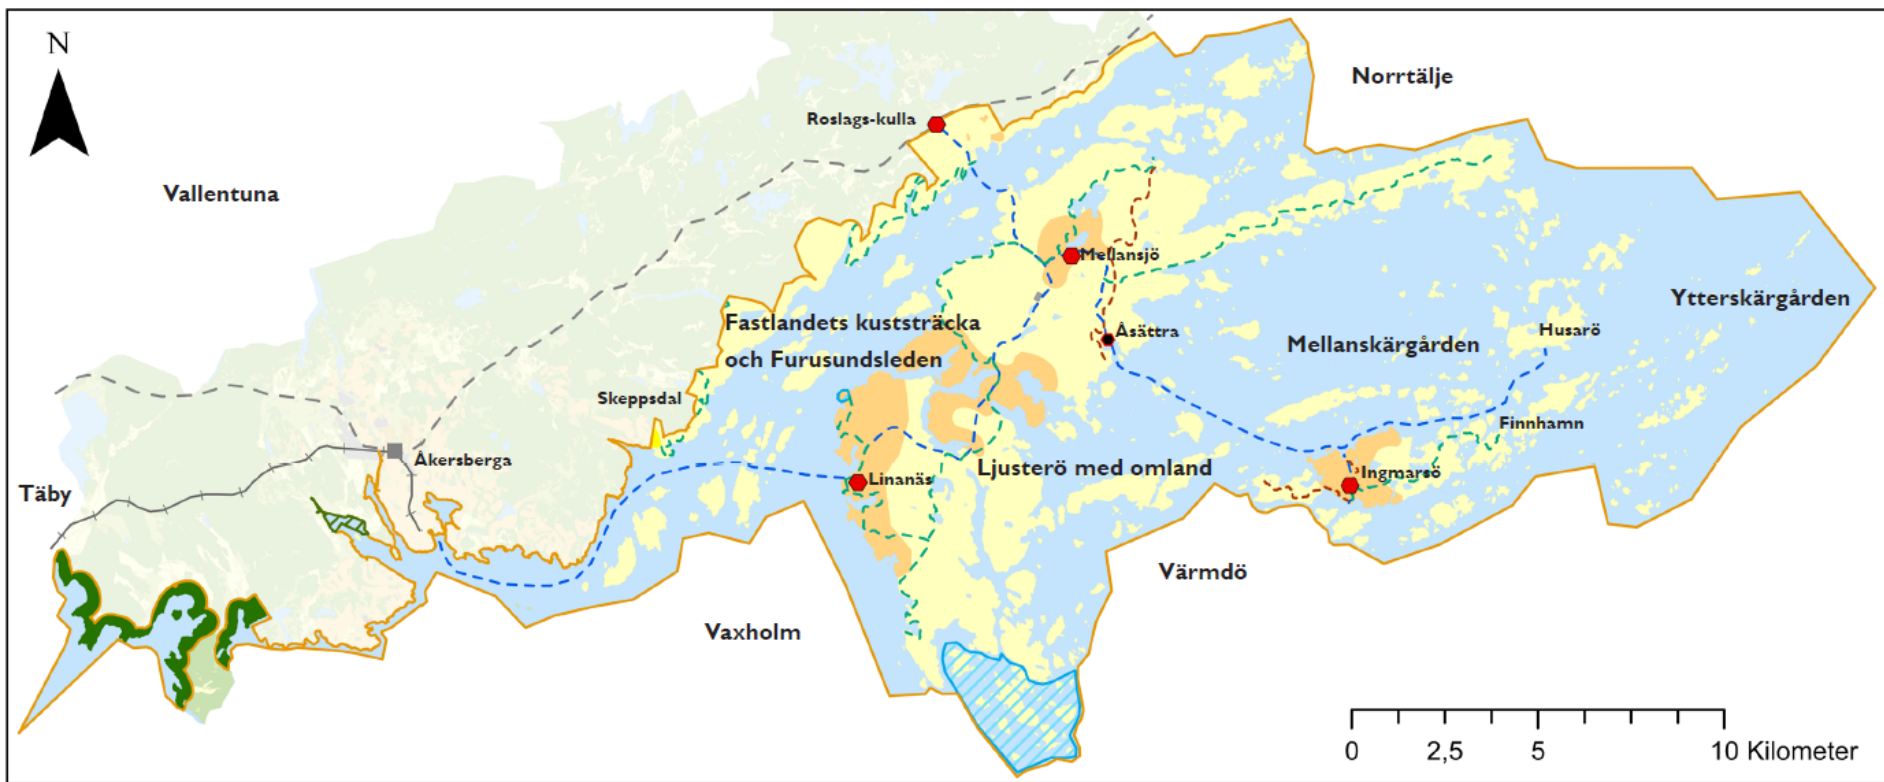 N
Norrtälje
Roslags-kulla
Vallentuna
Mellansjö
Ytterskärgården
Fastlandets kuststräcka
och Furusundsleden
Åsättra
Husarö
Mellanskärgården
Skeppsdal
Finnhamn
Åkersberga
Ljusterö med omland
Ingmarsö
Linanäs
Täby
Värmdö
Vaxholm
0 2,5 5 10 Kilometer